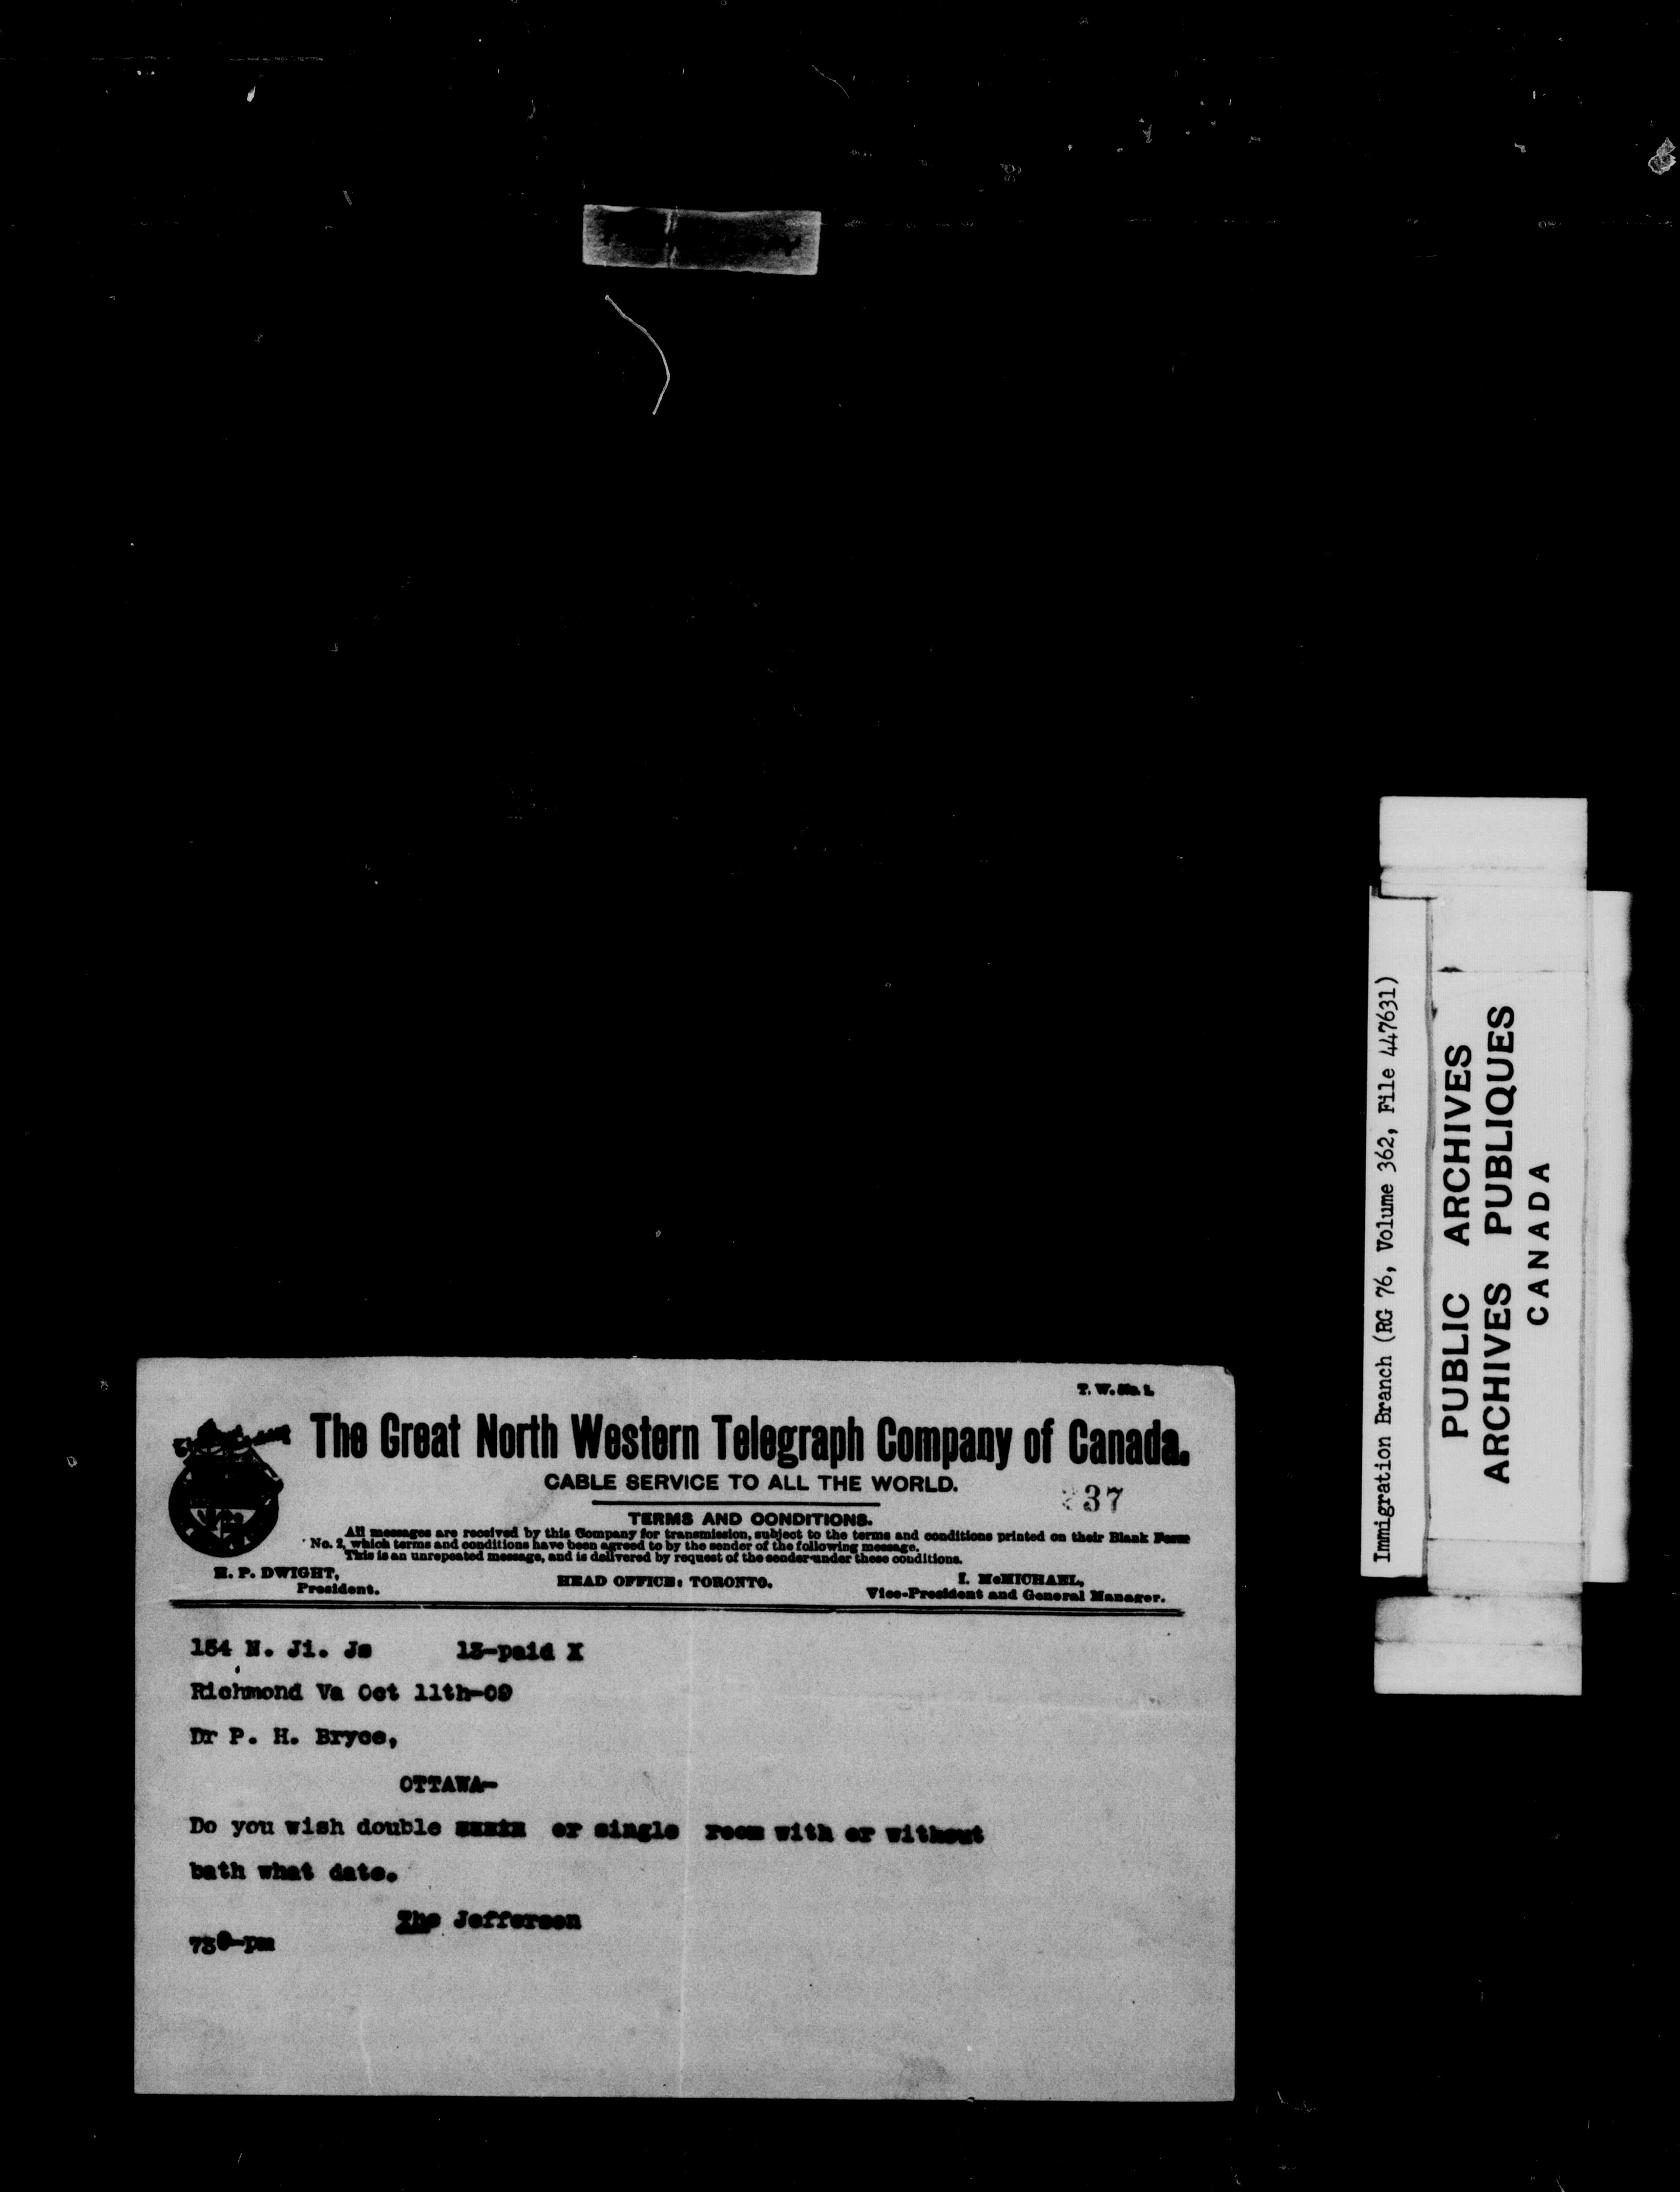 T. W. No. 1.
The Great North Western Telegraph Company of Canada.
CABLE SERVICE TO ALL THE WORLD.
37
TERMS AND CONDITIONS.
All messages are received by this Company for transmission, subject to the terms and conditions printed on their Blank Form
No. 2, which terms and conditions have been agreed to by the sender of the following message.
This is an unrepeated message, and is delivered by request of the sender under these conditions.
H. P. DWIGHT,
President.
HEAD OFFICE: TORONTO.
I. McMICHAEL,
Vice-President and General Manager.
154 N. Ji. Js 13-paid X
Richmond Va Oct 11th-09
Dr P. H. Bryce,
OTTAWA-
Do you wish double or single room with or without
bath what date.
The Jefferson
730-pm
Immigration Branch (RG 76, Volume 362, File 447631)
PUBLIC ARCHIVES
ARCHIVES PUBLIQUES
CANADA